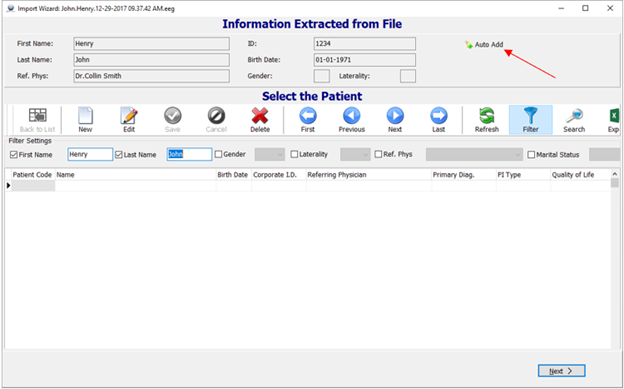 Import Wizard: John.Henry.12-29-2017 09.37.42 AM.eeg
Information Extracted from File
First Name: Henry ID: 1234 Auto Add
Last Name: John Birth Date: 01-01-1971
Ref. Phys: Dr.Collin Smith Gender: Laterality:
Select the Patient
Back to List New Edit Save Cancel Delete First Previous Next Last Refresh Filter Search Exp
Filter Settings
First Name Henry Last Name John Gender Laterality Ref. Phys Marital Status
Patient Code Name Birth Date Corporate I.D. Referring Physician Primary Diag. PI Type Quality of Life
Next >